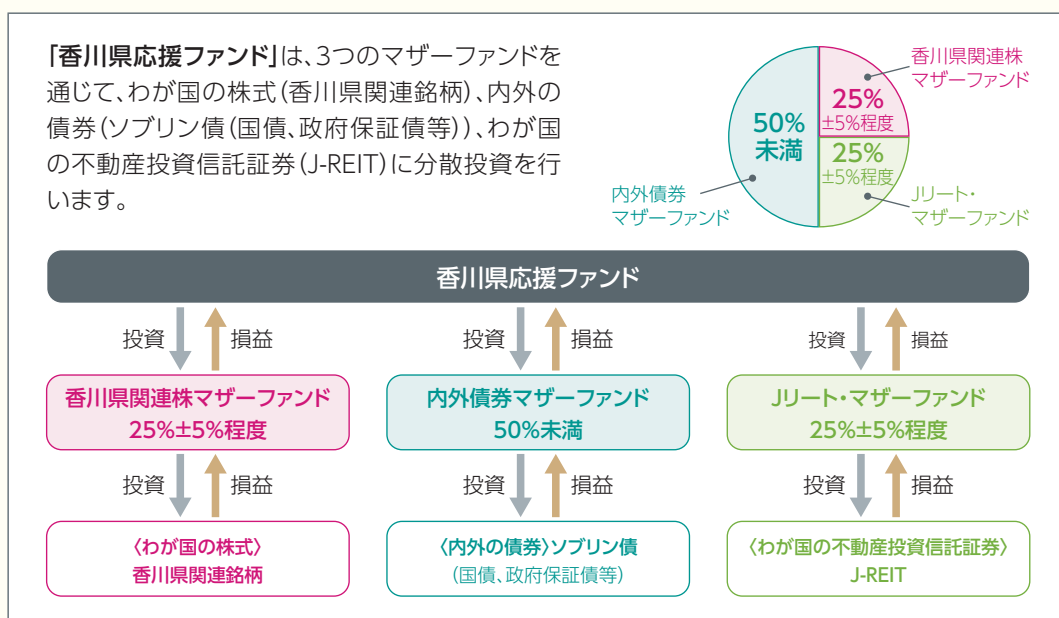 「香川県応援ファンド」は、3つのマザーファンドを
通じて、わが国の株式(香川県関連銘柄)、内外の
債券(ソブリン債(国債、政府保証債等))、わが国
の不動産投資信託証券(J-REIT)に分散投資を行
います。
香川県関連株
マザーファンド
25%
±5%程度
50%
未満
25%
±5%程度
内外債券
マザーファンド
Jリート・
マザーファンド
香川県応援ファンド
投資 損益 投資 損益 投資 損益
香川県関連株マザーファンド
25%±5%程度
内外債券マザーファンド
50%未満
Jリート・マザーファンド
25%±5%程度
投資 損益 投資 損益 投資 損益
〈わが国の株式〉
香川県関連銘柄
〈内外の債券〉ソブリン債
(国債、政府保証債等)
〈わが国の不動産投資信託証券〉
J-REIT